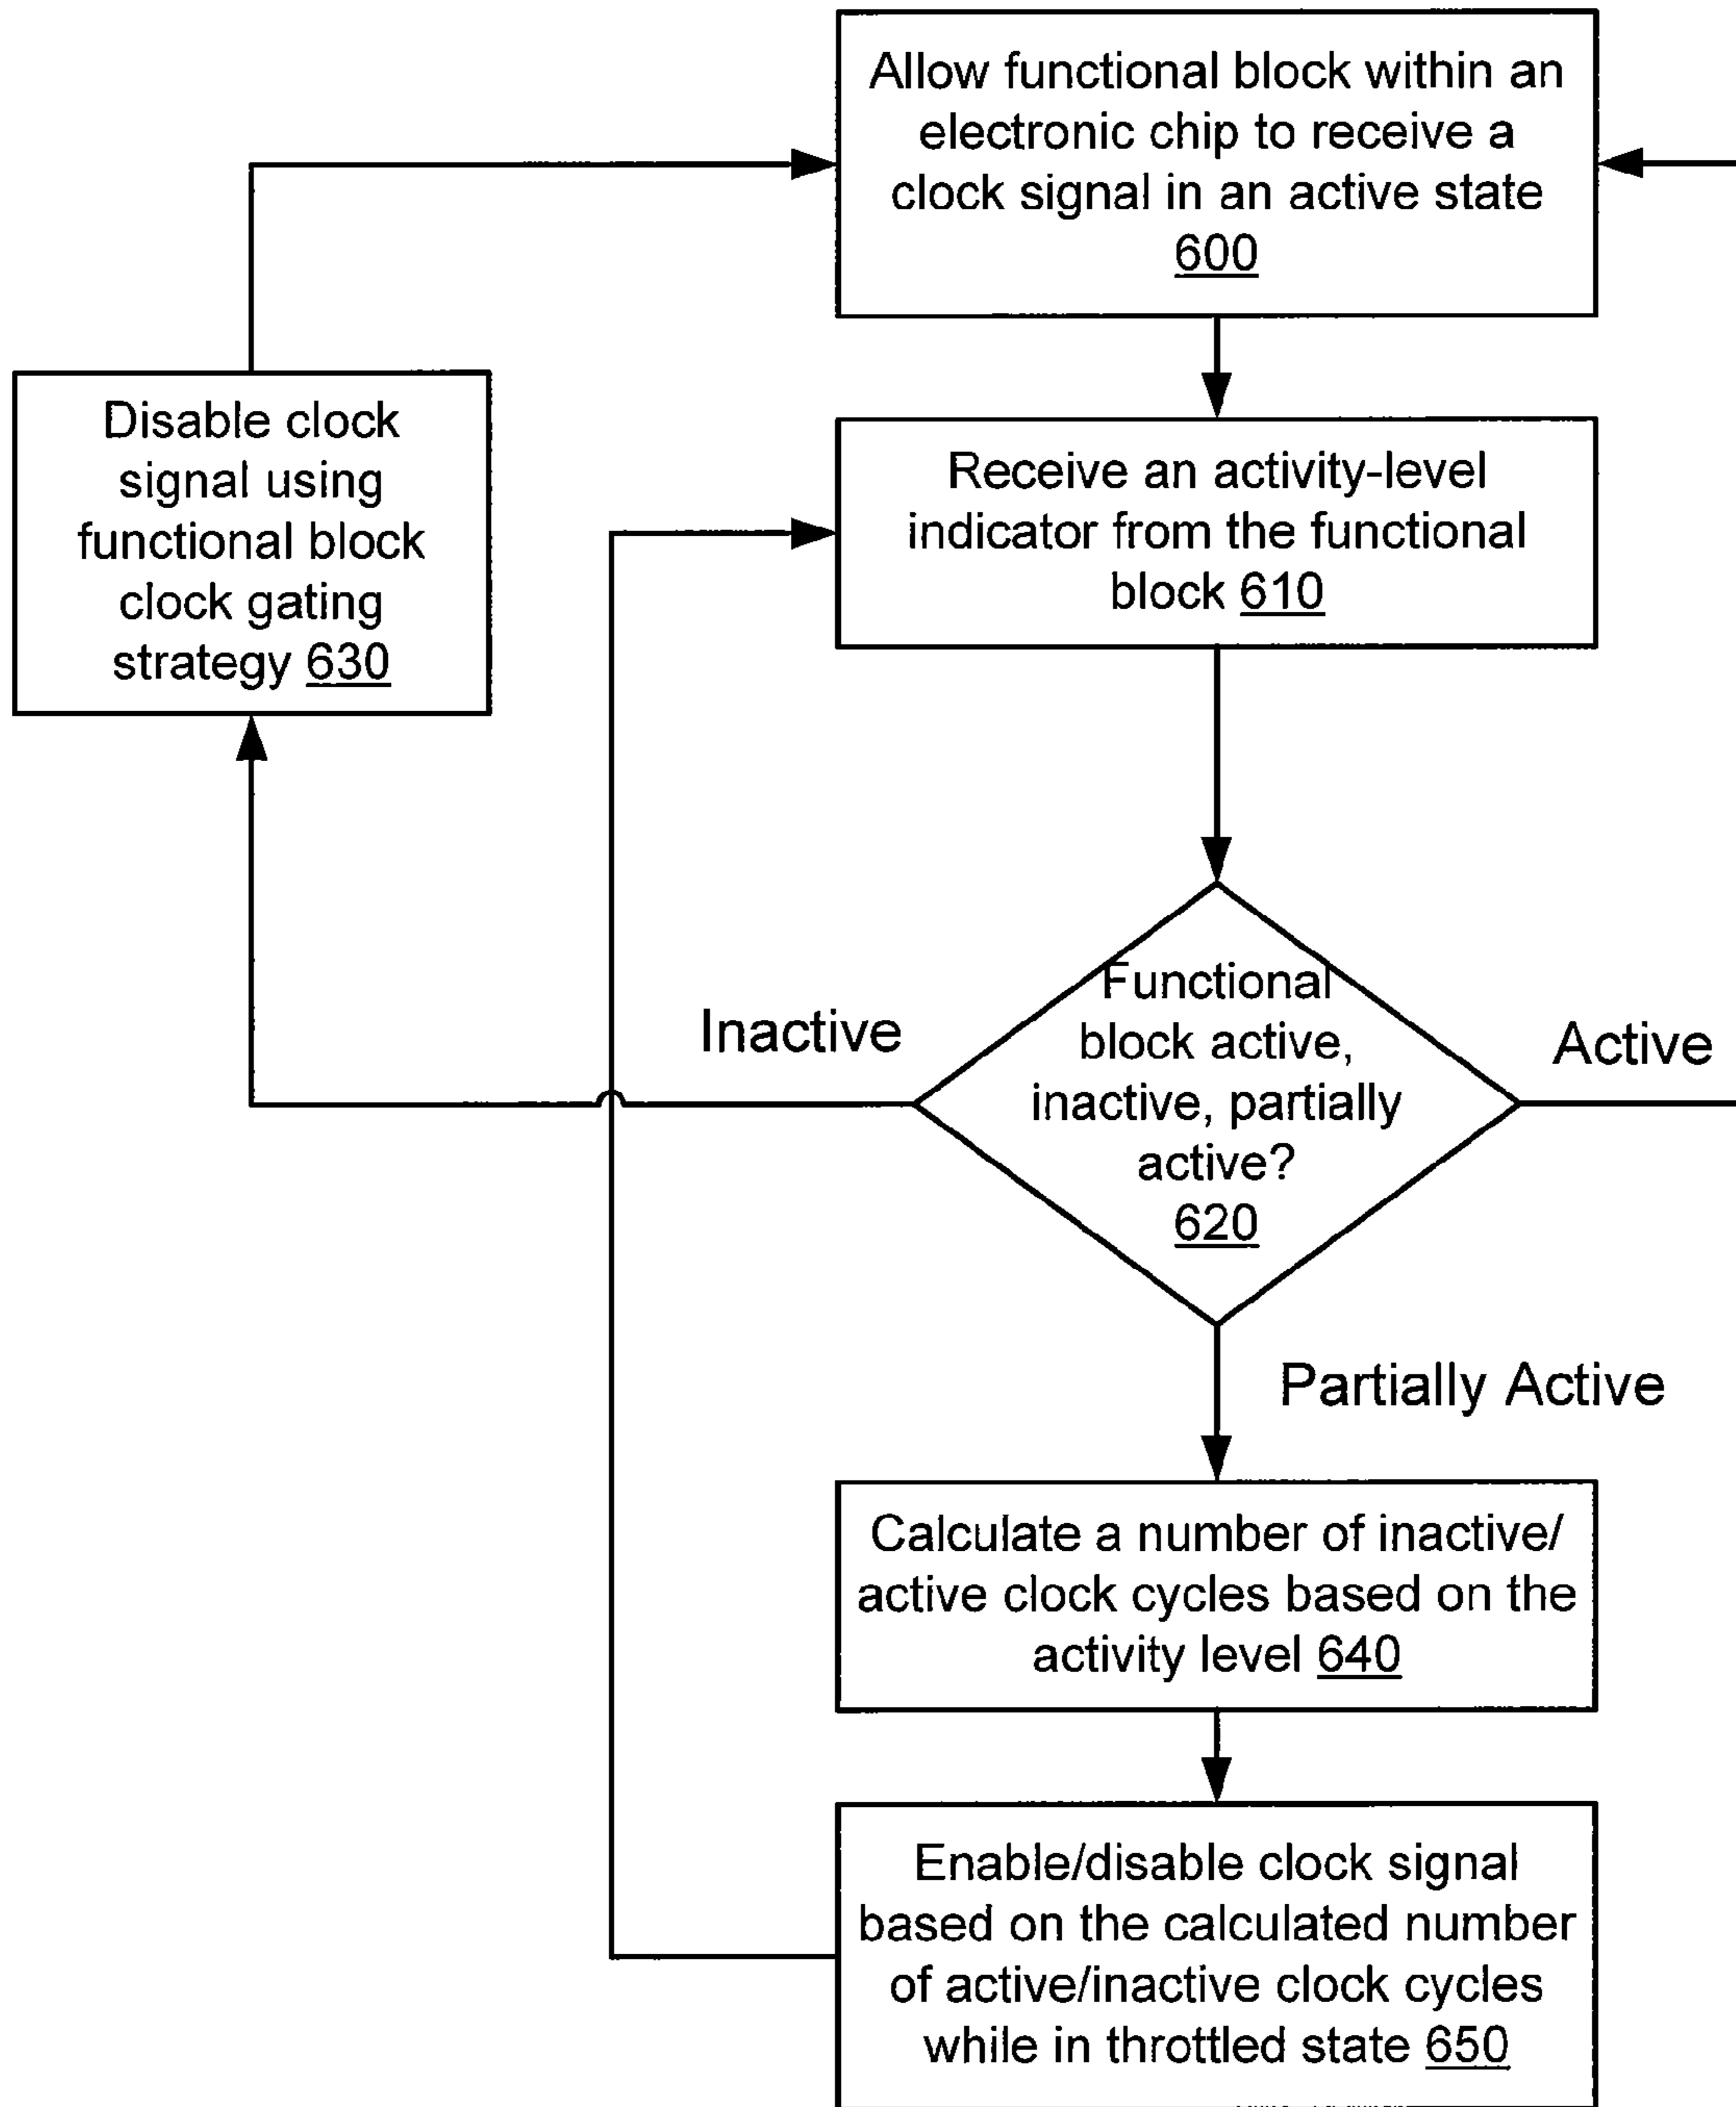 Allow functional block within an
electronic chip to receive a
clock signal in an active state
600
Disable clock
signal using
functional block
clock gating
strategy 630
Receive an activity-level
indicator from the functional
block 610
Functional
block active,
inactive, partially
active?
620
Inactive
Active
Partially Active
Calculate a number of inactive/
active clock cycles based on the
activity level 640
Enable/disable clock signal
based on the calculated number
of active/inactive clock cycles
while in throttled state 650